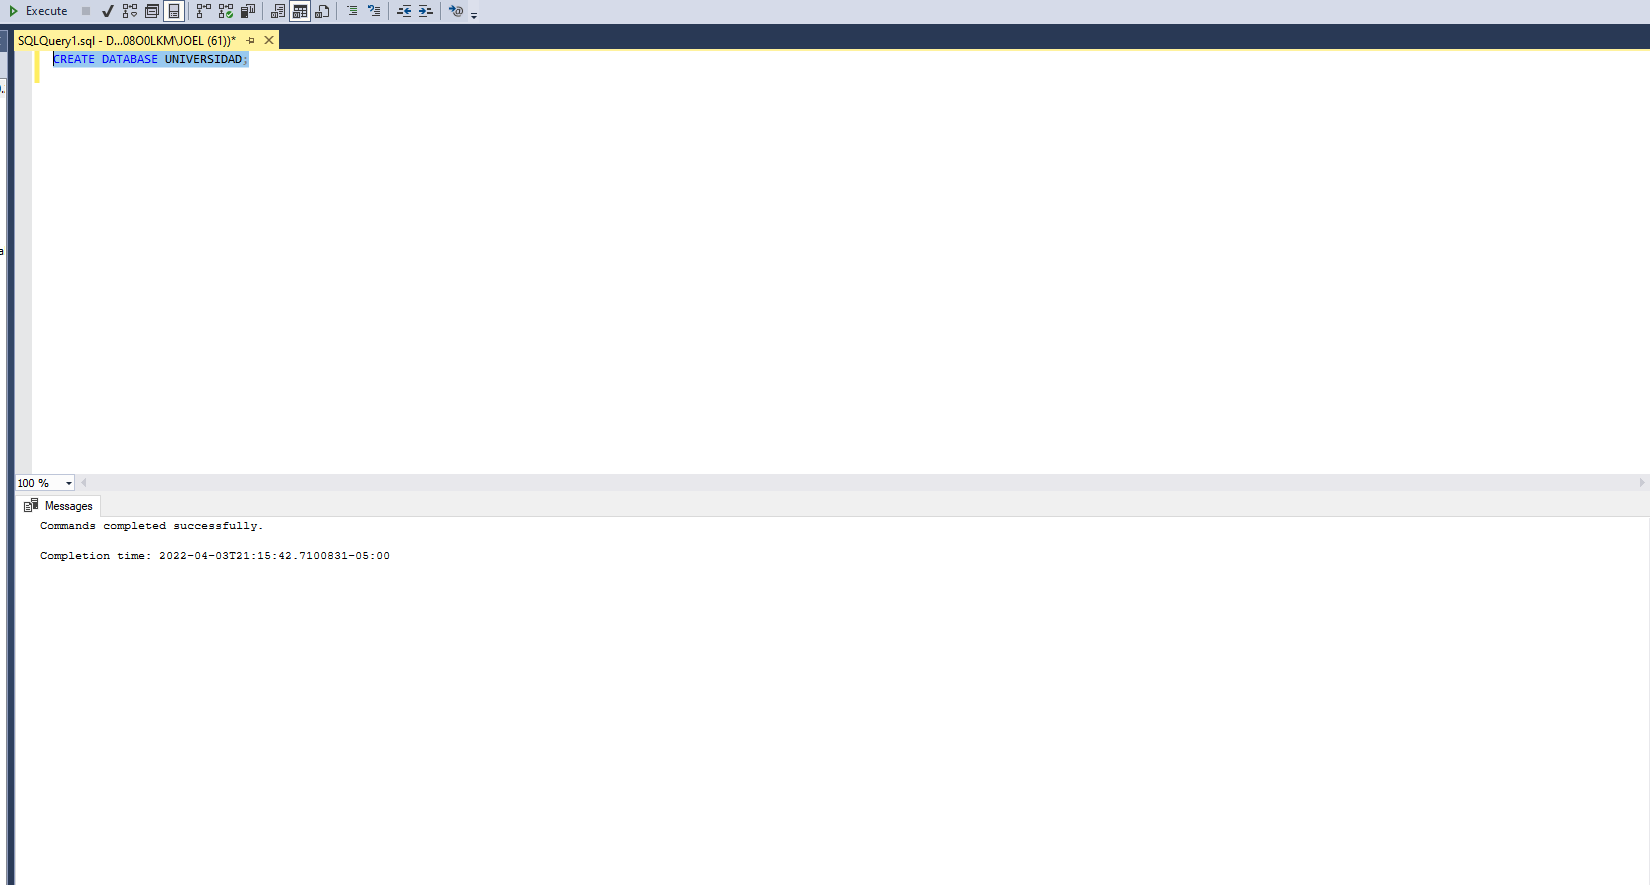 Execute
SQLQuery1.sql - D...08O0LKM\JOEL (61))*
CREATE DATABASE UNIVERSIDAD;
100 %
Messages
Commands completed successfully.
Completion time: 2022-04-03T21:15:42.7100831-05:00